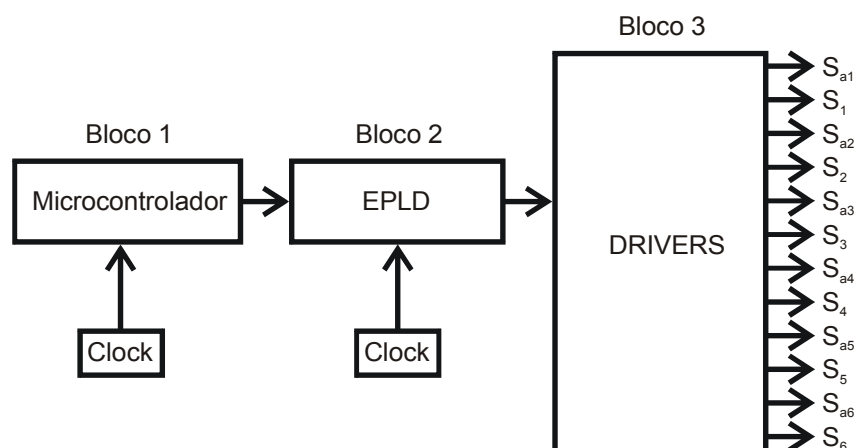 Bloco 3
Bloco 1
Bloco 2
Microcontrolador
EPLD
DRIVERS
Clock
Clock
Sa1
S1
Sa2
S2
Sa3
S3
Sa4
S4
Sa5
S5
Sa6
S6